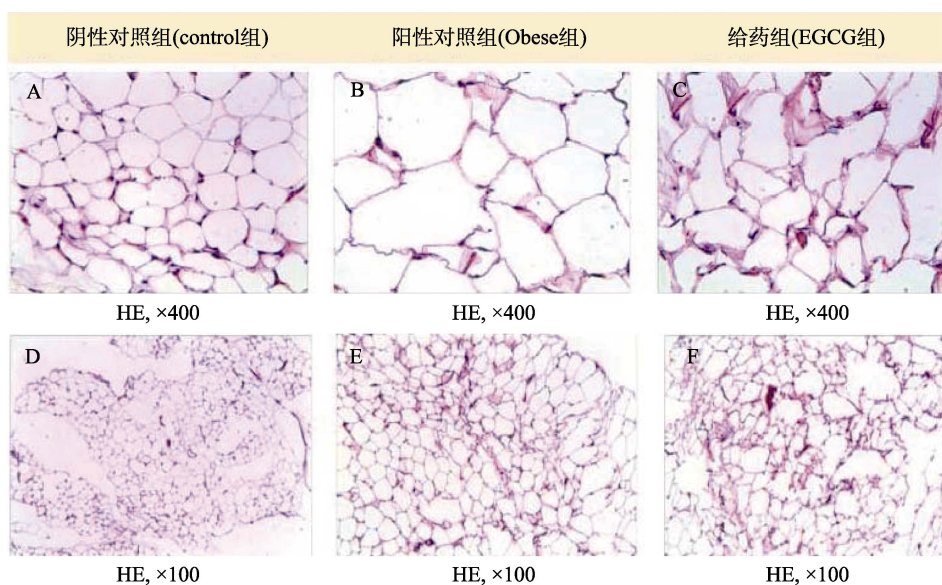 阴性对照组(control组) 阳性对照组(Obese组) 给药组(EGCG组)
A B C
HE, ×400 HE, ×400 HE, ×400
D E F
HE, ×100 HE, ×100 HE, ×100